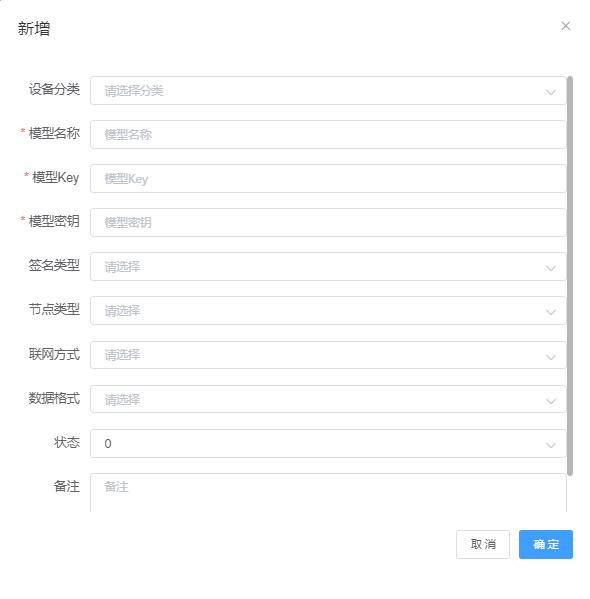 新增
设备分类 请选择分类
* 模型名称 模型名称
* 模型Key 模型Key
* 模型密钥 模型密钥
签名类型 请选择
节点类型 请选择
联网方式 请选择
数据格式 请选择
状态 0
备注 备注
取消 确定